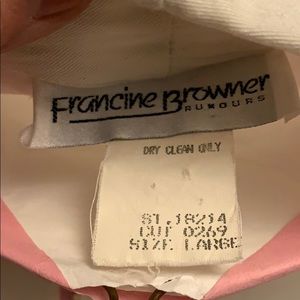 Francine Browner
RUMOURS
DRY CLEAN ONLY
ST.18214
CUT 0269
SIZE LARGE